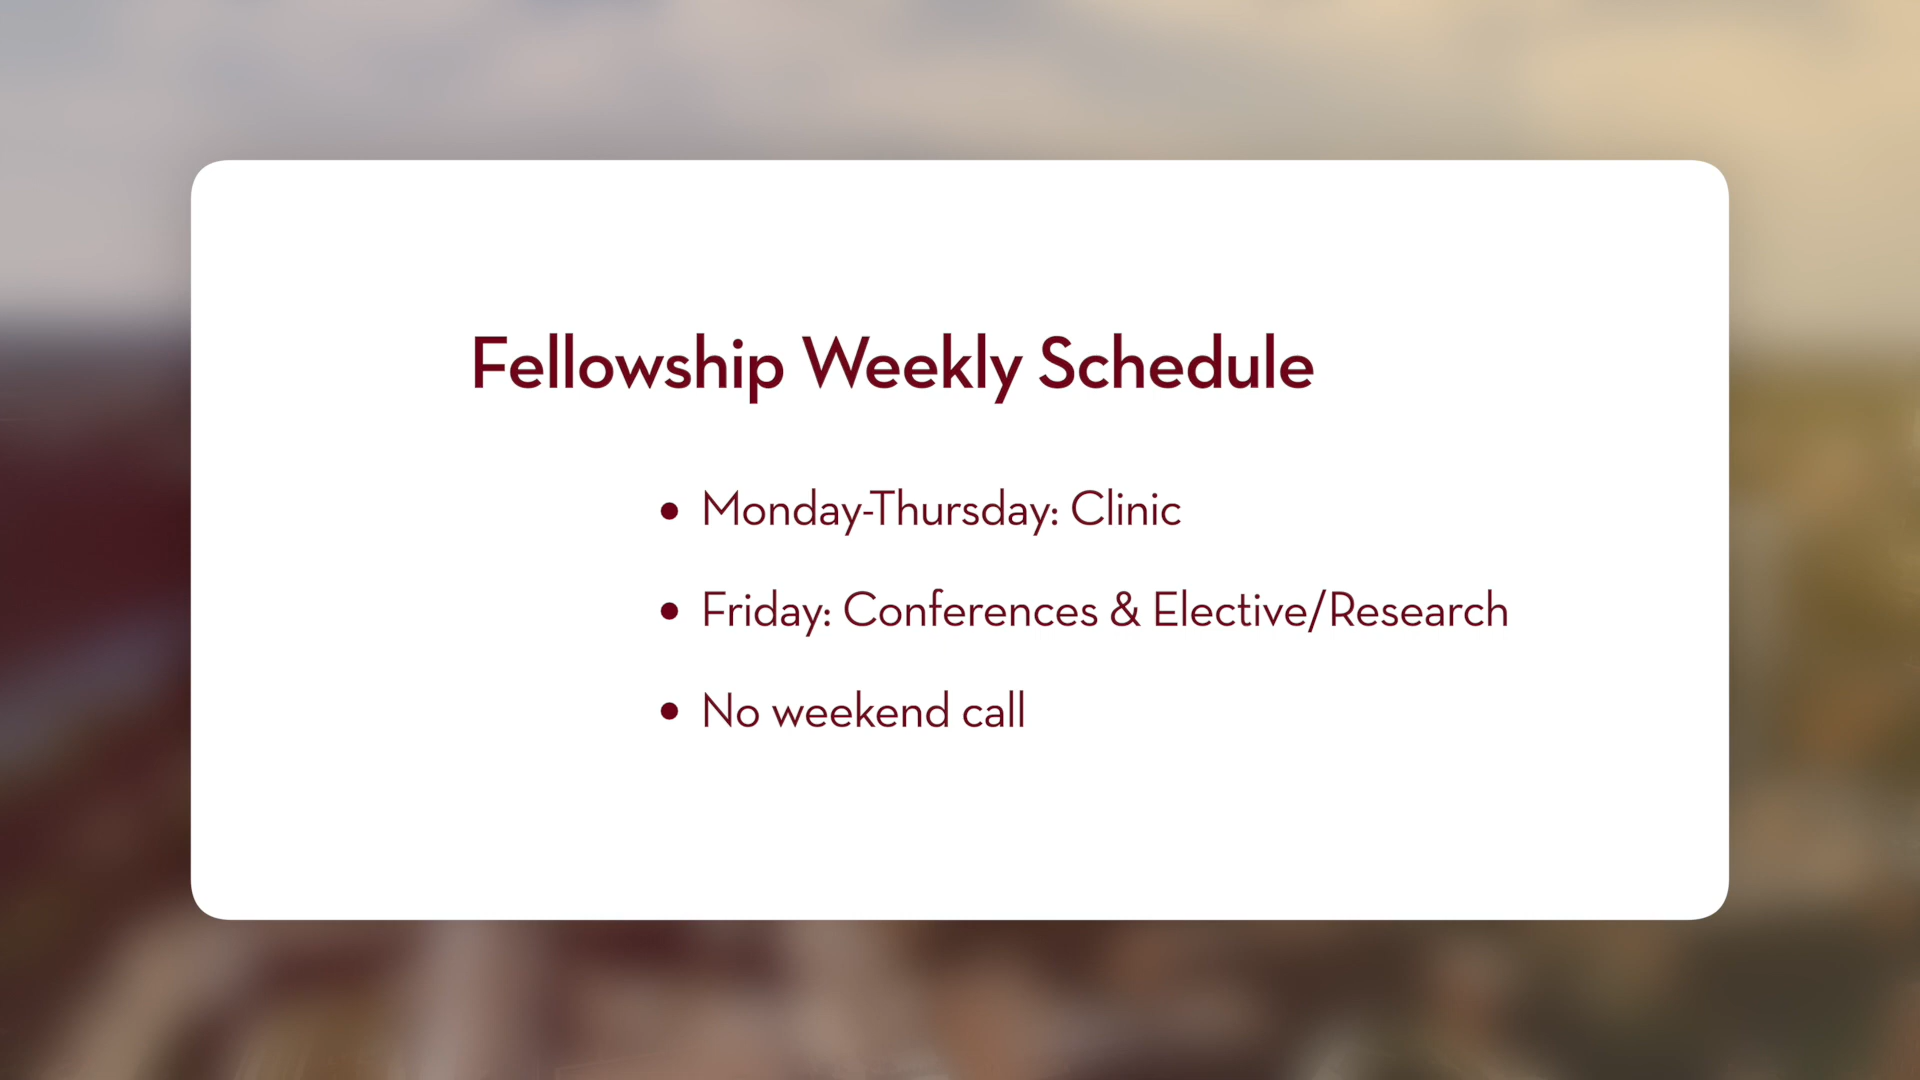 Fellowship Weekly Schedule
• Monday-Thursday: Clinic
• Friday: Conferences & Elective/Research
• No weekend call